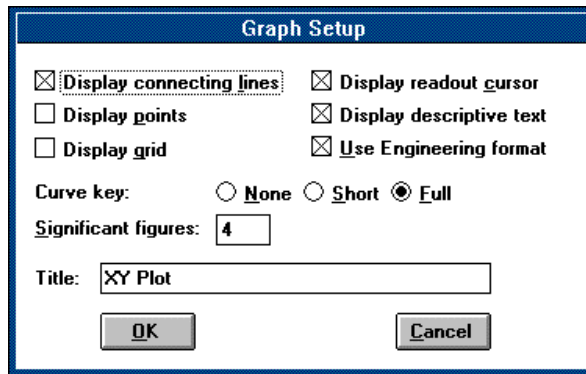 Graph Setup
Display connecting lines
Display readout cursor
Display points
Display descriptive text
Display grid
Use Engineering format
Curve key: None Short Full
Significant figures: 4
Title: XY Plot
OK Cancel